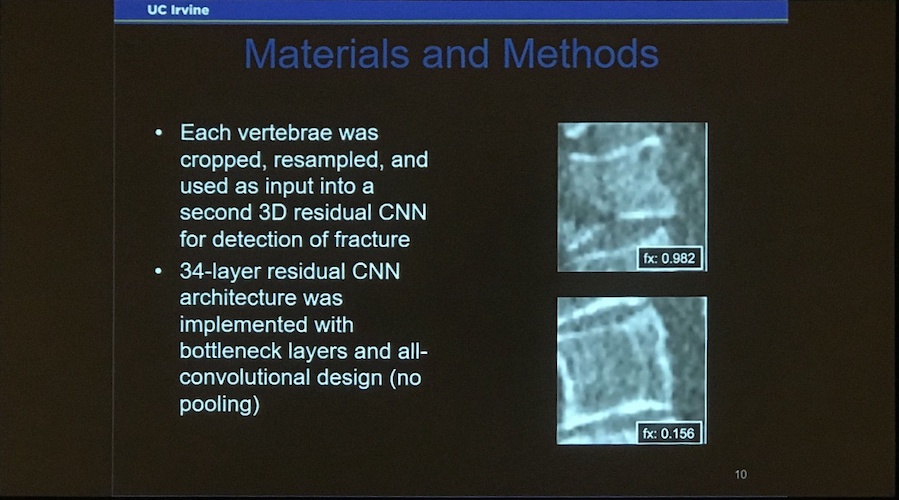 UC Irvine
Materials and Methods
• Each vertebrae was
cropped, resampled, and
used as input into a
second 3D residual CNN
for detection of fracture
• 34-layer residual CNN
architecture was
implemented with
bottleneck layers and all-
convolutional design (no
pooling)
fx: 0.982
fx: 0.156
10